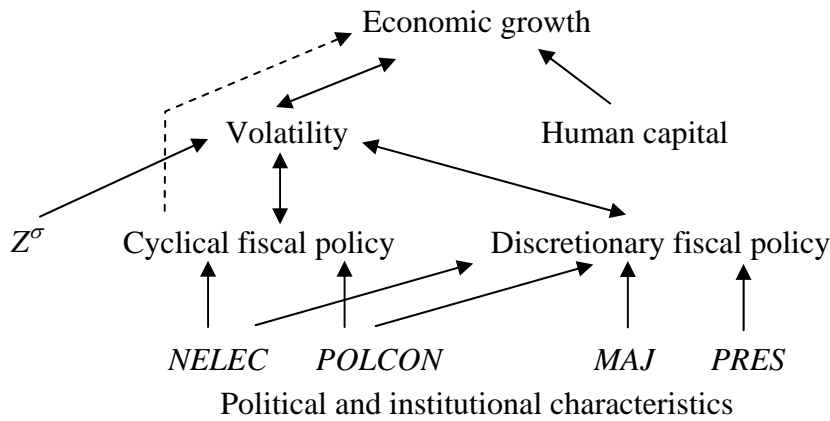 Economic growth
Volatility Human capital
Z^σ Cyclical fiscal policy Discretionary fiscal policy
NELEC POLCON MAJ PRES
Political and institutional characteristics